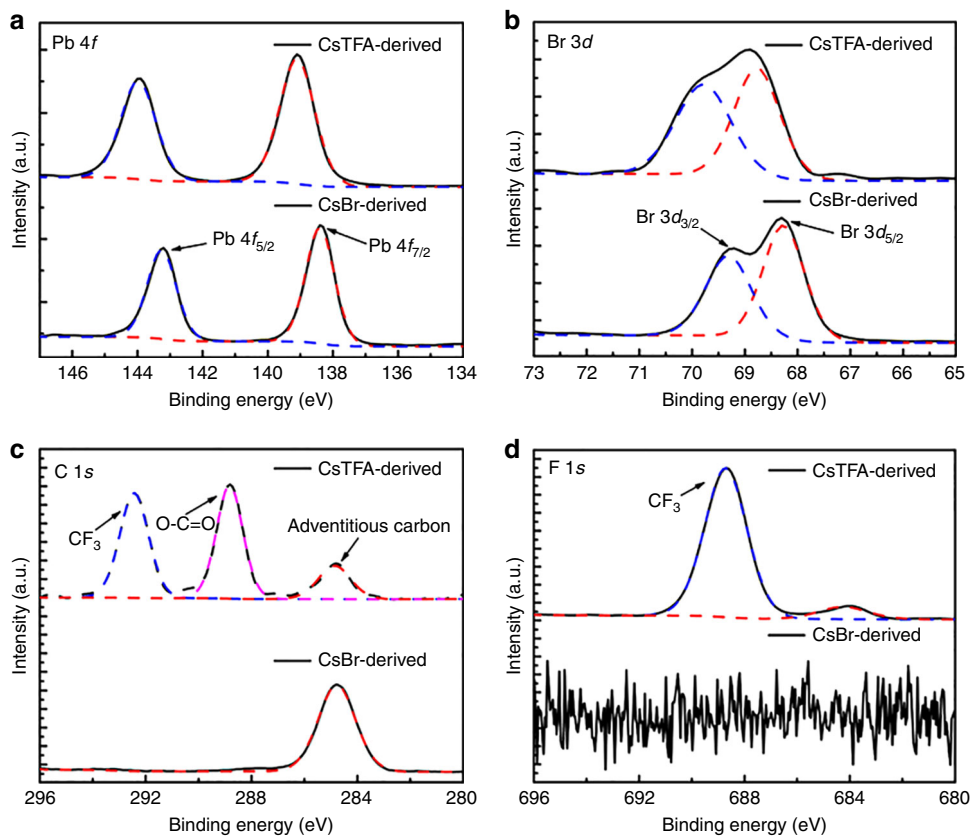 a
Pb 4f
CsTFA-derived
CsBr-derived
Pb 4f5/2
Pb 4f7/2
Intensity (a.u.)
146 144 142 140 138 136 134
Binding energy (eV)
b
Br 3d
CsTFA-derived
CsBr-derived
Br 3d3/2
Br 3d5/2
Intensity (a.u.)
73 72 71 70 69 68 67 66 65
Binding energy (eV)
c
C 1s
CsTFA-derived
CF3
O-C=O
Adventitious carbon
CsBr-derived
Intensity (a.u.)
296 292 288 284 280
Binding energy (eV)
d
F 1s
CsTFA-derived
CF3
CsBr-derived
Intensity (a.u.)
696 692 688 684 680
Binding energy (eV)